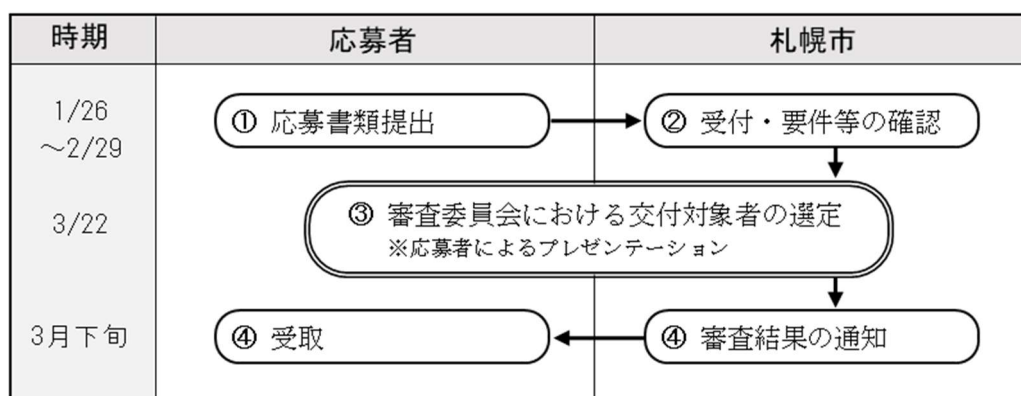 時期 応募者 札幌市
1/26
～2/29
① 応募書類提出
② 受付・要件等の確認
3/22
③ 審査委員会における交付対象者の選定
※応募者によるプレゼンテーション
3月下旬
④ 受取
④ 審査結果の通知